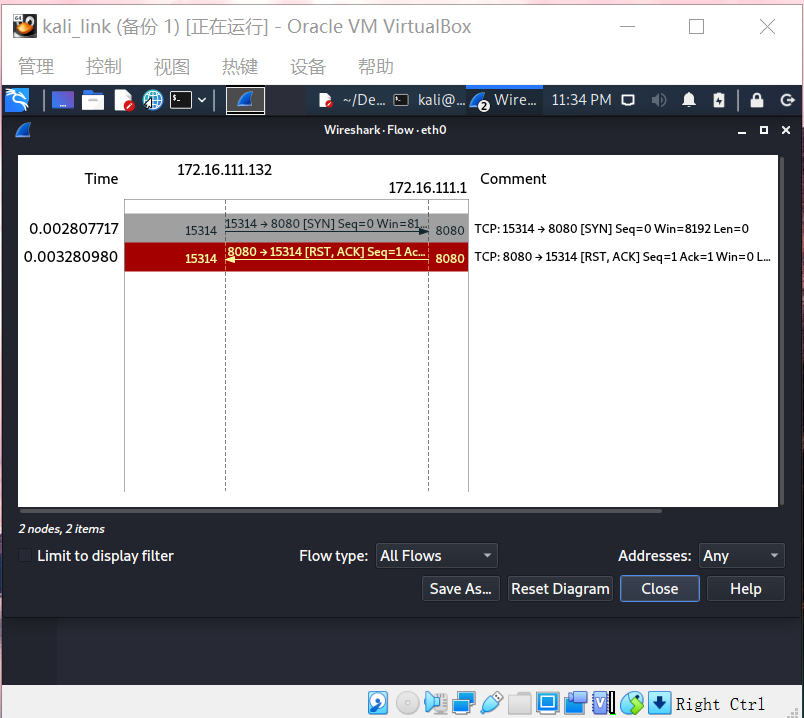 kali_link (备份 1) [正在运行] - Oracle VM VirtualBox
管理 控制 视图 热键 设备 帮助
~/De... kali@... Wire... 11:34 PM
Wireshark · Flow · eth0
Time 172.16.111.132 172.16.111.1 Comment
0.002807717 15314 15314 → 8080 [SYN] Seq=0 Win=81... 8080 TCP: 15314 → 8080 [SYN] Seq=0 Win=8192 Len=0
0.003280980 15314 8080 → 15314 [RST, ACK] Seq=1 Ac... 8080 TCP: 8080 → 15314 [RST, ACK] Seq=1 Ack=1 Win=0 L...
2 nodes, 2 items
Limit to display filter Flow type: All Flows Addresses: Any
Save As... Reset Diagram Close Help
Right Ctrl